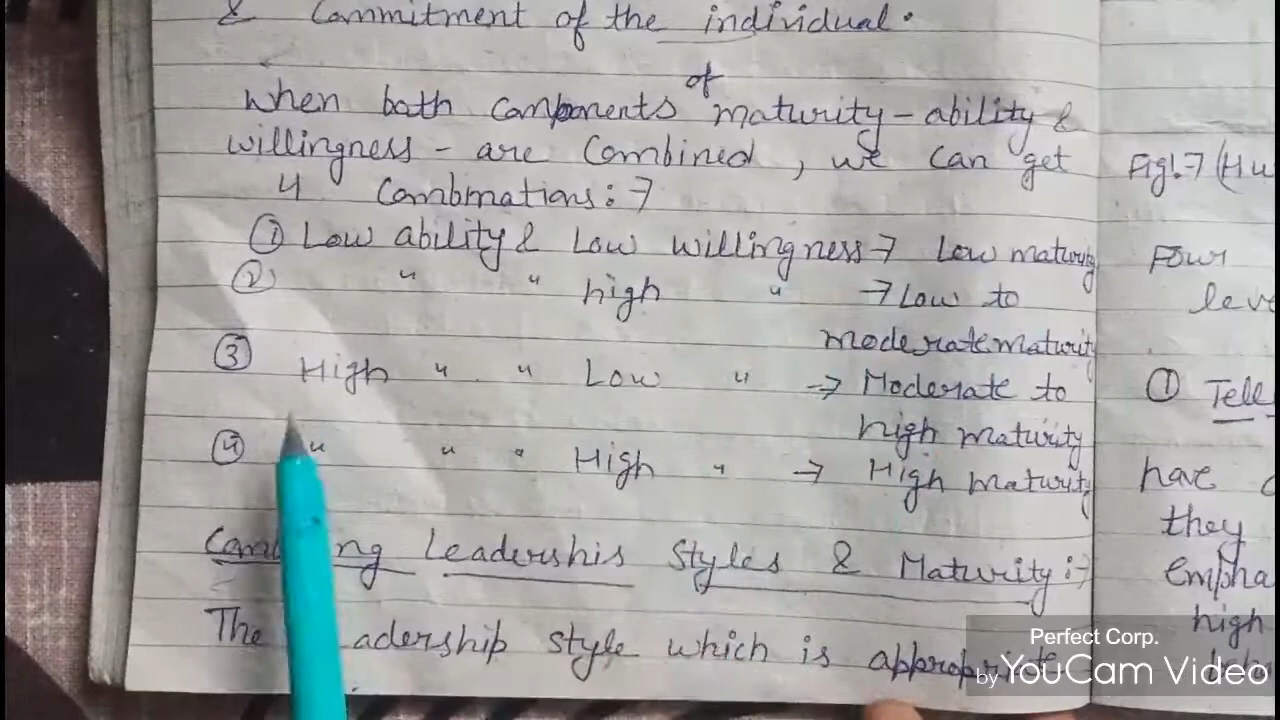 & Commitment of the individual.
of
When both components maturity - ability &
willingness - are Combined, we can get
4 Combinations :→
① Low ability & Low willingness → Low maturity
② " " high " → Low to
moderate maturity
③ High " " Low " → Moderate to
high maturity
④ " " " High " → High maturity
ng Leadershis Styles & Maturity :→
The adership style which is appropriate
Fig 1.7 (Hu
Four
leve
① Tell
have
they
empha
high
Perfect Corp.
by YouCam Video